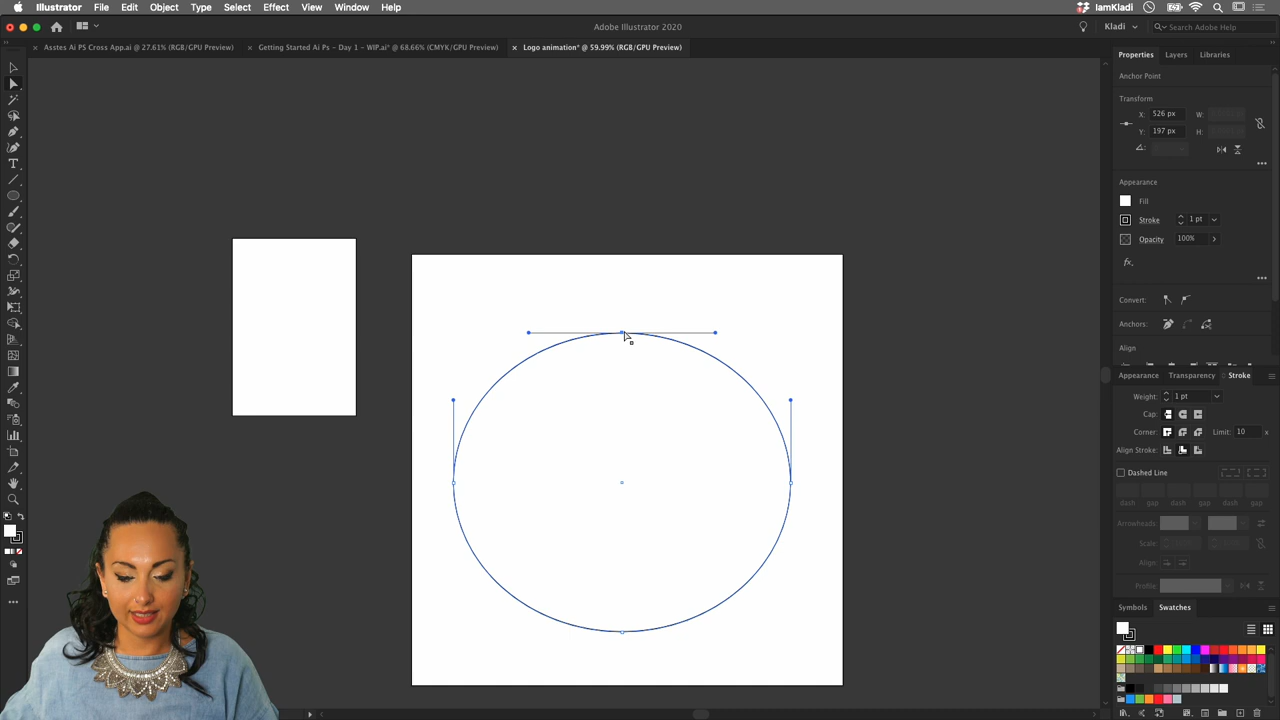 Illustrator File Edit Object Type Select Effect View Window Help
IamKladi
Adobe Illustrator 2020
Kladi
Search Adobe Help
Asstes Ai PS Cross App.ai @ 27.61% (RGB/GPU Preview)
Getting Started Ai Ps - Day 1 - WIP.ai* @ 68.66% (CMYK/GPU Preview)
Logo animation* @ 59.99% (RGB/GPU Preview)
Properties Layers Libraries
Anchor Point
Transform
X: 526 px W:
Y: 197 px H:
Appearance
Fill
Stroke 1 pt
Opacity 100%
fx.
Convert:
Anchors:
Align
Appearance Transparency Stroke
Weight: 1 pt
Cap:
Corner: Limit: 10 x
Align Stroke:
Dashed Line
dash gap dash gap dash gap
Arrowheads:
Scale:
Align:
Profile:
Symbols Swatches